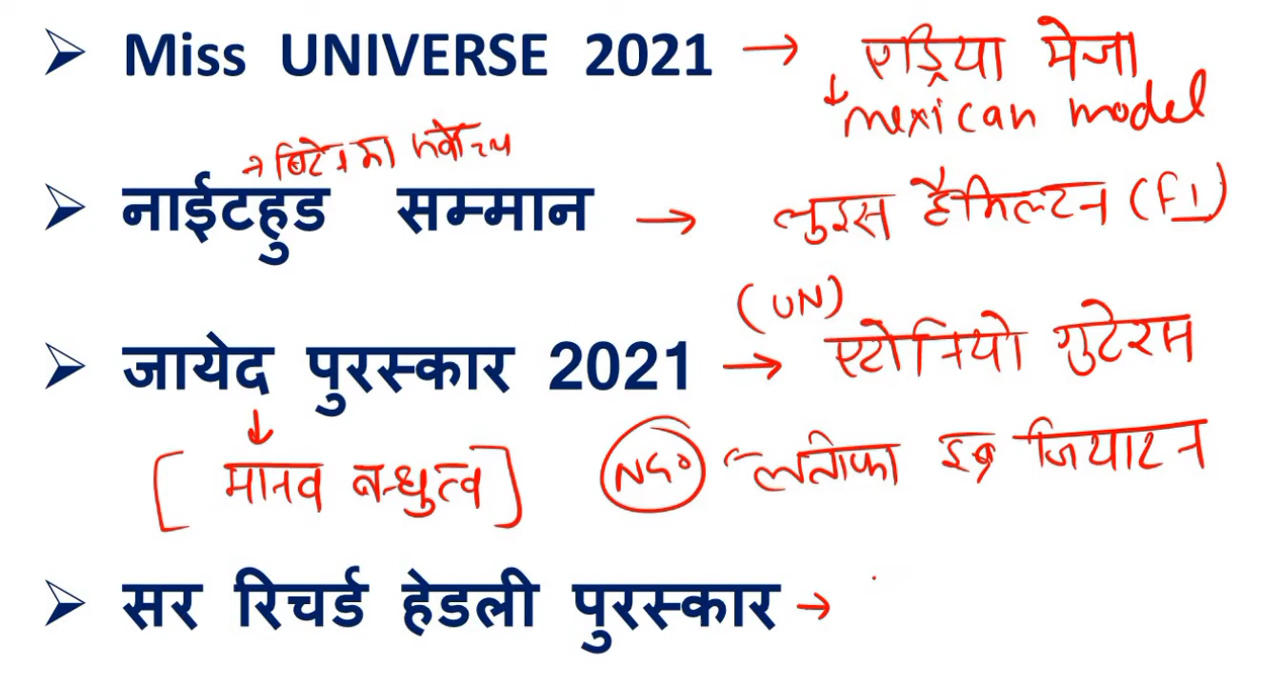 ➢ Miss UNIVERSE 2021 → एंड्रिया मेजा
↓ mexican model
→ ब्रिटेन का सर्वोच्च
➢ नाईटहुड सम्मान → लुइस हैमिल्टन (F1)
(UN)
➢ जायेद पुरस्कार 2021 → एंटोनियो गुटेरस
↓
[मानव बन्धुत्व] NGO लतीफा इब्न जियाटन
➢ सर रिचर्ड हेडली पुरस्कार →